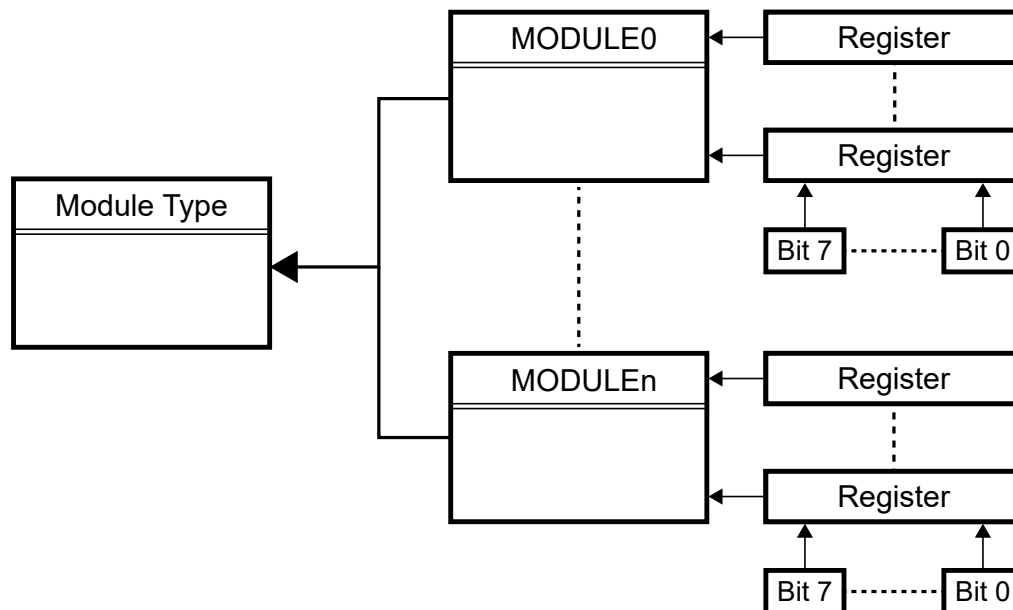 MODULE0
Register
Register
Module Type
Bit 7
Bit 0
MODULEn
Register
Register
Bit 7
Bit 0